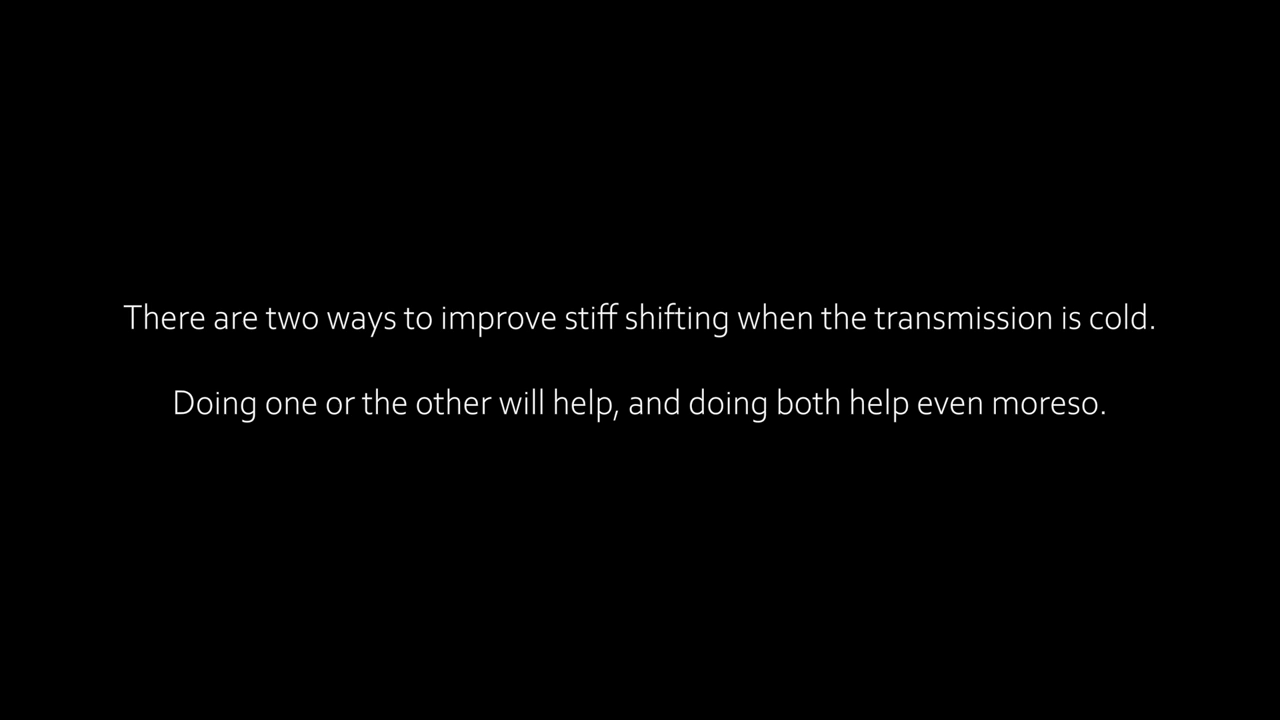 There are two ways to improve stiff shifting when the transmission is cold.
Doing one or the other will help, and doing both help even moreso.